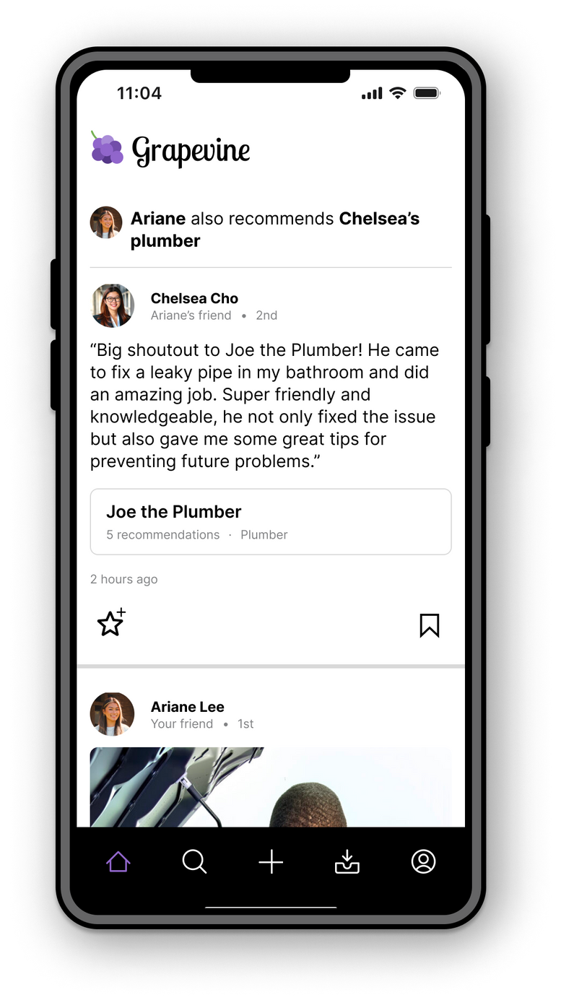 11:04
Grapevine
Ariane also recommends Chelsea’s
plumber
Chelsea Cho
Ariane’s friend • 2nd
“Big shoutout to Joe the Plumber! He came
to fix a leaky pipe in my bathroom and did
an amazing job. Super friendly and
knowledgeable, he not only fixed the issue
but also gave me some great tips for
preventing future problems.”
Joe the Plumber
5 recommendations · Plumber
2 hours ago
Ariane Lee
Your friend • 1st